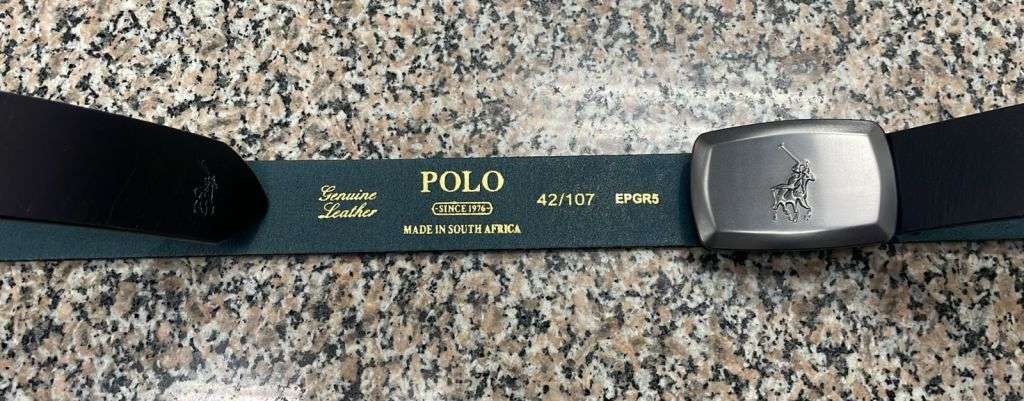 Genuine
Leather
POLO
SINCE 1976
MADE IN SOUTH AFRICA
42/107
EPGR5